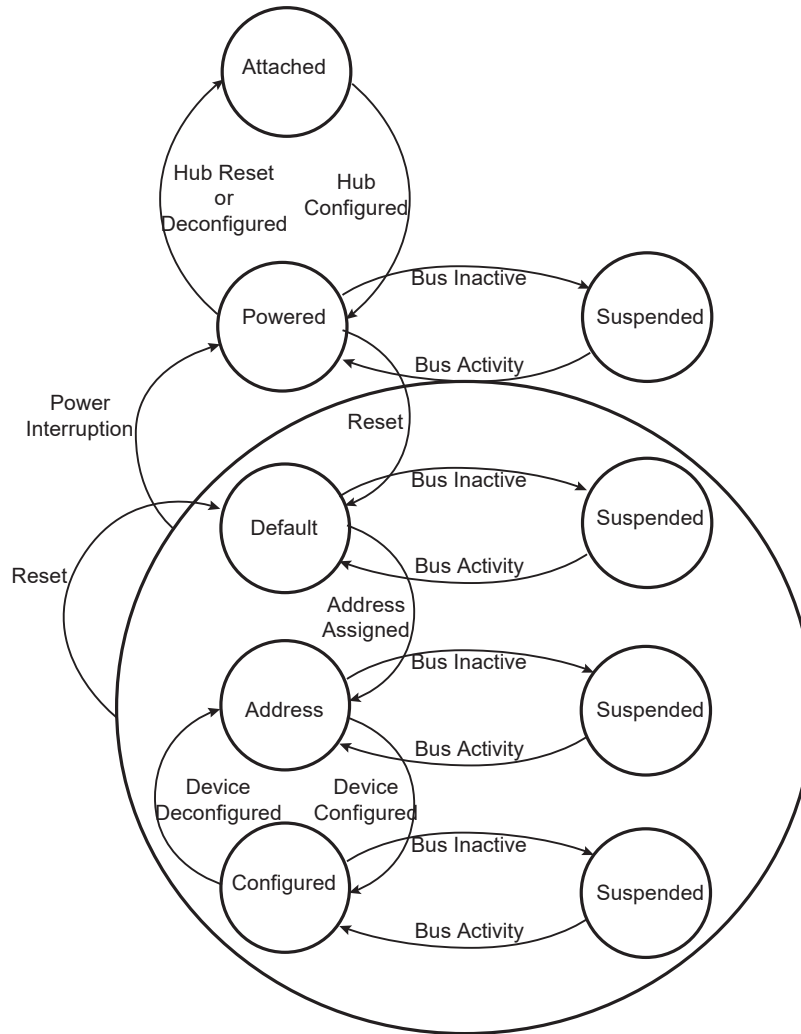 Attached
Hub Reset
or
Deconfigured
Hub
Configured
Powered
Bus Inactive
Suspended
Bus Activity
Power
Interruption
Reset
Default
Bus Inactive
Suspended
Bus Activity
Reset
Address
Assigned
Address
Bus Inactive
Suspended
Bus Activity
Device
Deconfigured
Device
Configured
Configured
Bus Inactive
Suspended
Bus Activity